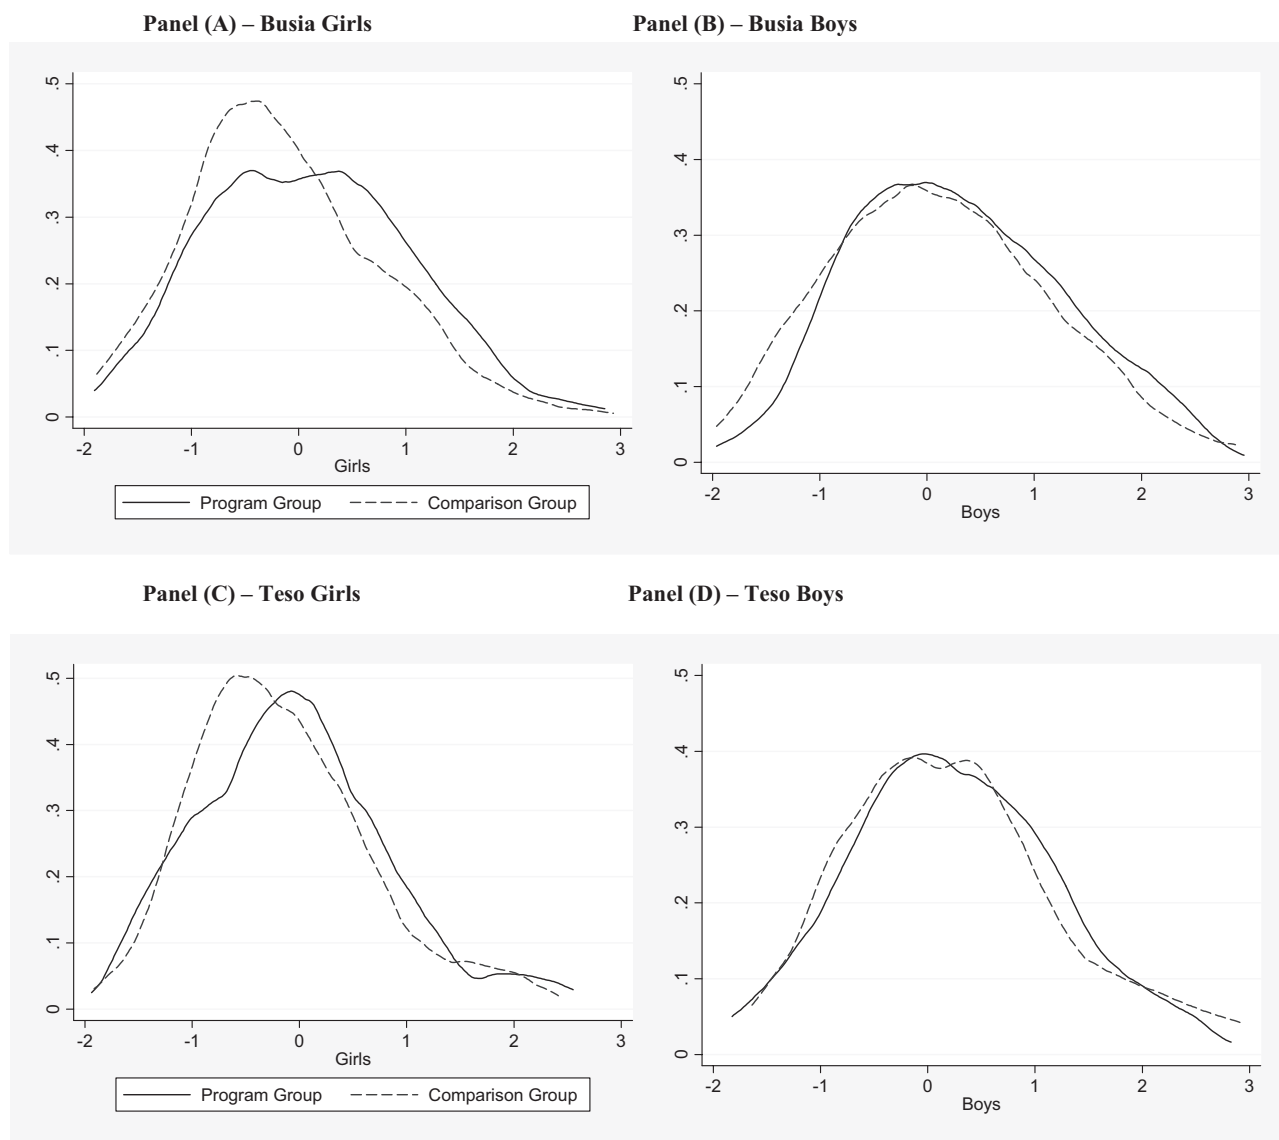 Panel (A) – Busia Girls
Panel (B) – Busia Boys
.5
.4
.3
.2
.1
0
-2 -1 0 1 2 3
Girls
Program Group Comparison Group
.5
.4
.3
.2
.1
0
-2 -1 0 1 2 3
Boys
Panel (C) – Teso Girls
Panel (D) – Teso Boys
.5
.4
.3
.2
.1
0
-2 -1 0 1 2 3
Girls
Program Group Comparison Group
.5
.4
.3
.2
.1
0
-2 -1 0 1 2 3
Boys